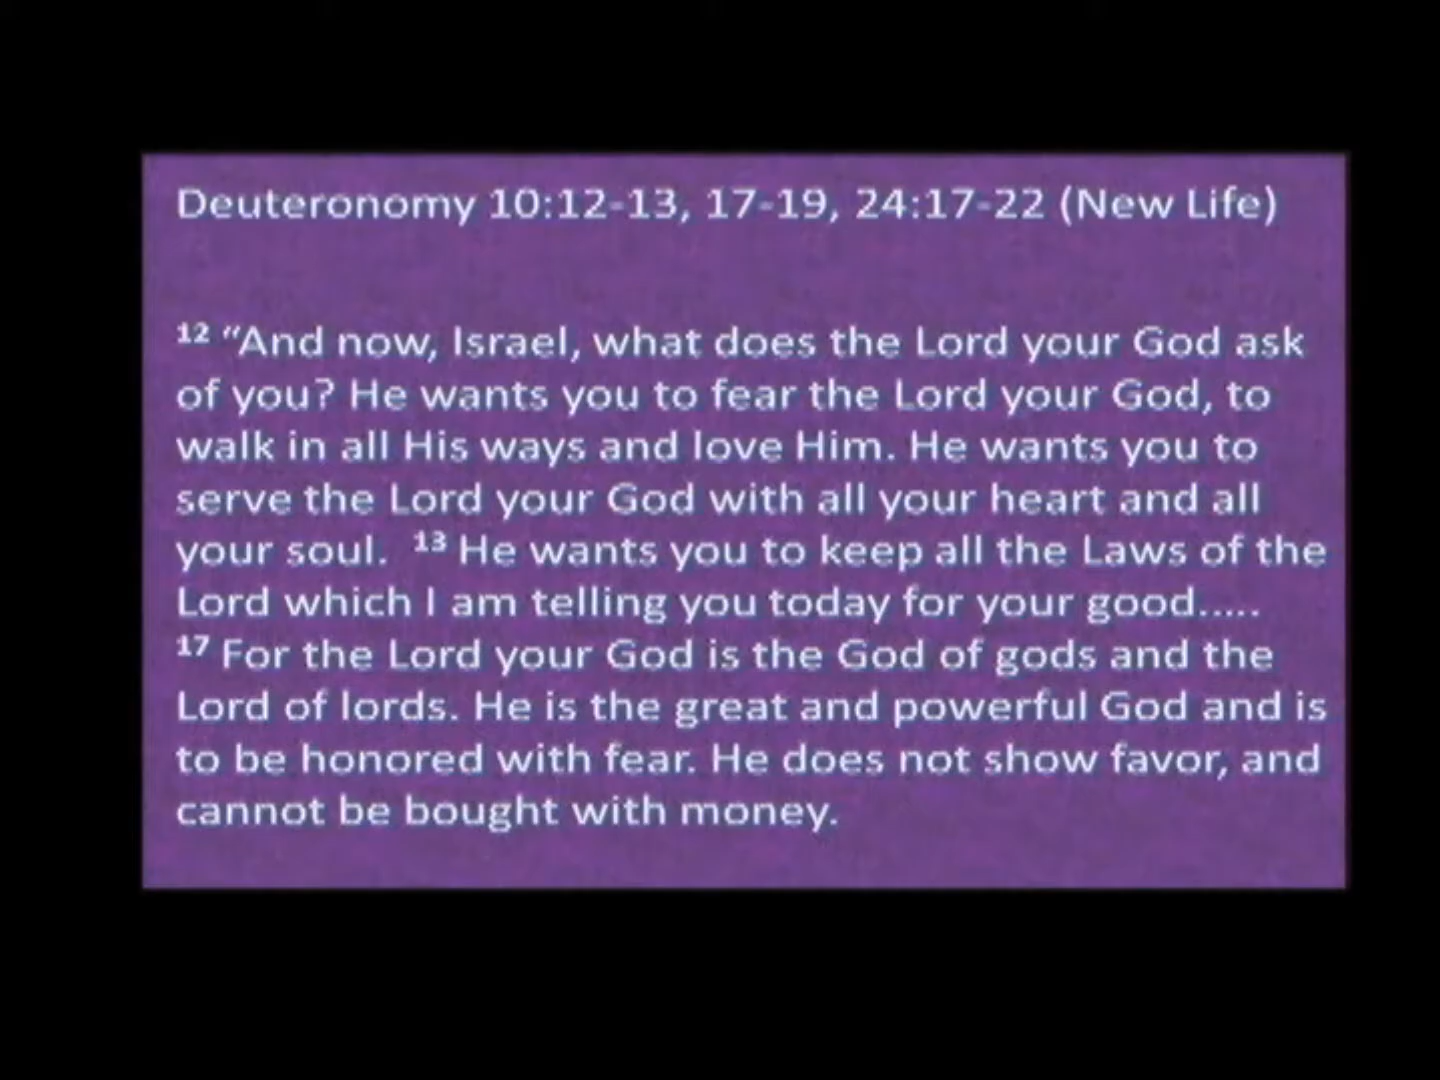 Deuteronomy 10:12-13, 17-19, 24:17-22 (New Life)
12 “And now, Israel, what does the Lord your God ask
of you? He wants you to fear the Lord your God, to
walk in all His ways and love Him. He wants you to
serve the Lord your God with all your heart and all
your soul.  13 He wants you to keep all the Laws of the
Lord which I am telling you today for your good.....
17 For the Lord your God is the God of gods and the
Lord of lords. He is the great and powerful God and is
to be honored with fear. He does not show favor, and
cannot be bought with money.